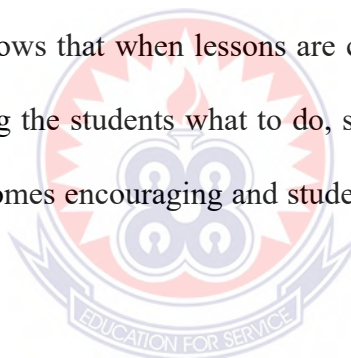 ows that when lessons are
g the students what to do, s
omes encouraging and stude
EDUCATION FOR SERVICE